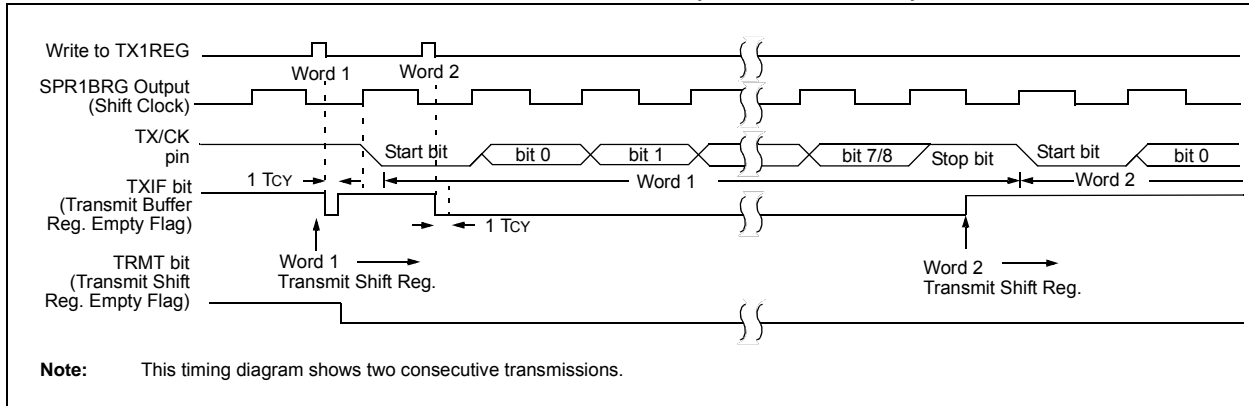 Write to TX1REG
Word 1
Word 2
SPR1BRG Output
(Shift Clock)
TX/CK
pin
Start bit
bit 0
bit 1
bit 7/8
Stop bit
Start bit
bit 0
1 TCY
Word 1
Word 2
TXIF bit
(Transmit Buffer
Reg. Empty Flag)
1 TCY
Word 1
Transmit Shift Reg.
Word 2
Transmit Shift Reg.
TRMT bit
(Transmit Shift
Reg. Empty Flag)
Note: This timing diagram shows two consecutive transmissions.